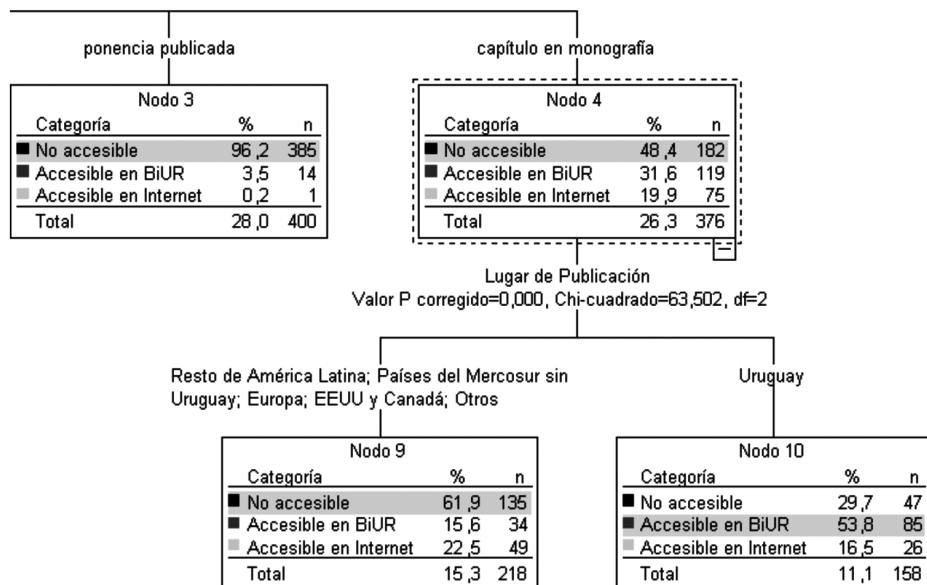 ponencia publicada
capítulo en monografía
Nodo 3
Categoría % n
No accesible 96,2 385
Accesible en BiUR 3,5 14
Accesible en Internet 0,2 1
Total 28,0 400
Nodo 4
Categoría % n
No accesible 48,4 182
Accesible en BiUR 31,6 119
Accesible en Internet 19,9 75
Total 26,3 376
Lugar de Publicación
Valor P corregido=0,000, Chi-cuadrado=63,502, df=2
Resto de América Latina; Países del Mercosur sin
Uruguay; Europa; EEUU y Canadá; Otros
Uruguay
Nodo 9
Categoría % n
No accesible 61,9 135
Accesible en BiUR 15,6 34
Accesible en Internet 22,5 49
Total 15,3 218
Nodo 10
Categoría % n
No accesible 29,7 47
Accesible en BiUR 53,8 85
Accesible en Internet 16,5 26
Total 11,1 158